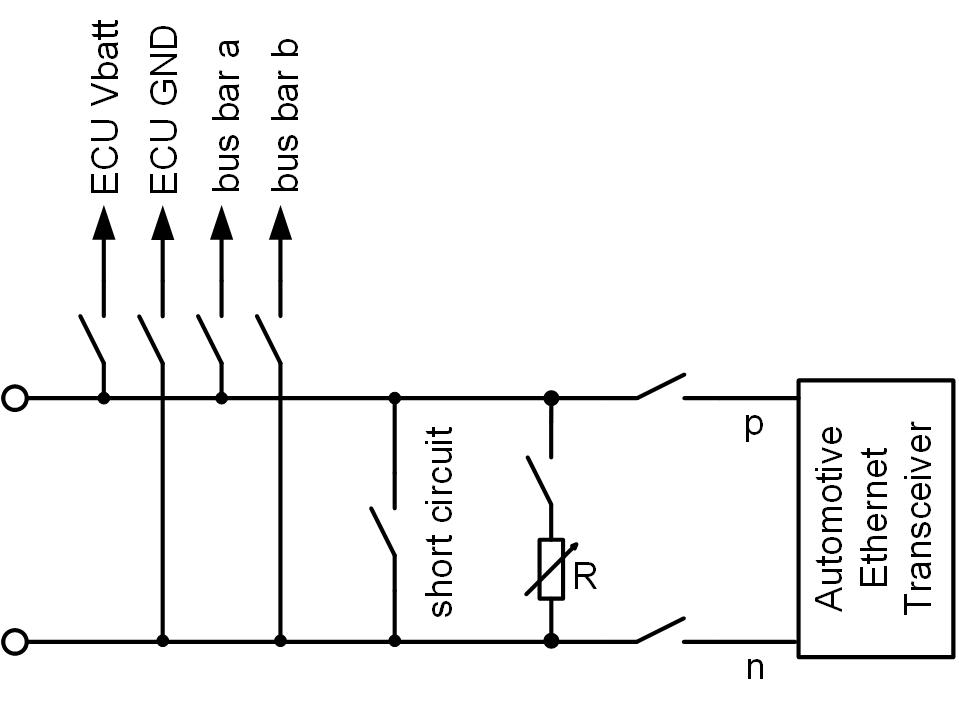 ECU Vbatt
ECU GND
bus bar a
bus bar b
short circuit
R
p
n
Automotive
Ethernet
Transceiver